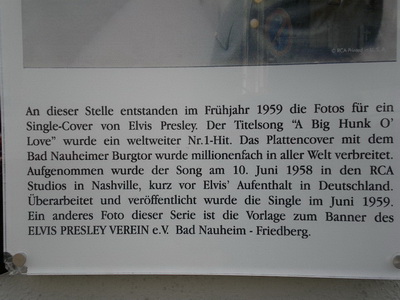 An dieser Stelle entstanden im Frühjahr 1959 die Fotos für ein
Single-Cover von Elvis Presley. Der Titelsong "A Big Hunk O'
Love" wurde ein weltweiter Nr.1-Hit. Das Plattencover mit dem
Bad Nauheimer Burgtor wurde millionenfach in aller Welt verbreitet.
Aufgenommen wurde der Song am 10. Juni 1958 in den RCA
Studios in Nashville, kurz vor Elvis' Aufenthalt in Deutschland.
Überarbeitet und veröffentlicht wurde die Single im Juni 1959.
Ein anderes Foto dieser Serie ist die Vorlage zum Banner des
ELVIS PRESLEY VEREIN e.V. Bad Nauheim - Friedberg.